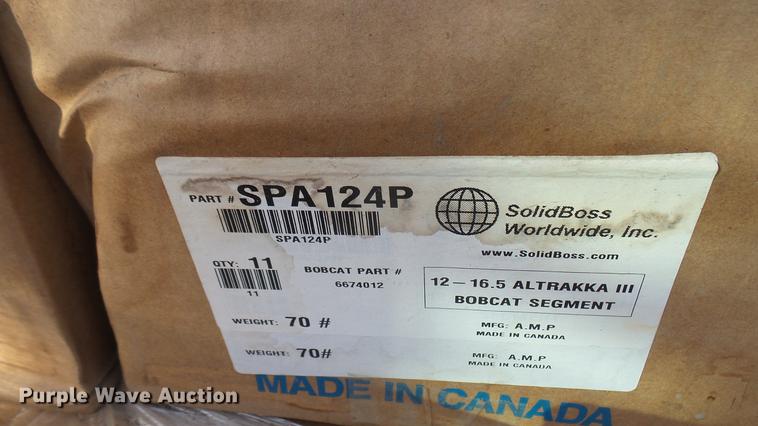 PART # SPA124P
SPA124P
SolidBoss
Worldwide, Inc.
www.SolidBoss.com
QTY: 11
11
BOBCAT PART #
6674012
12-16.5 ALTRAKKA III
BOBCAT SEGMENT
WEIGHT: 70 #
MFG: A.M.P
MADE IN CANADA
WEIGHT: 70#
MFG: A.M.P
MADE IN CANADA
MADE IN CANADA
Purple Wave Auction